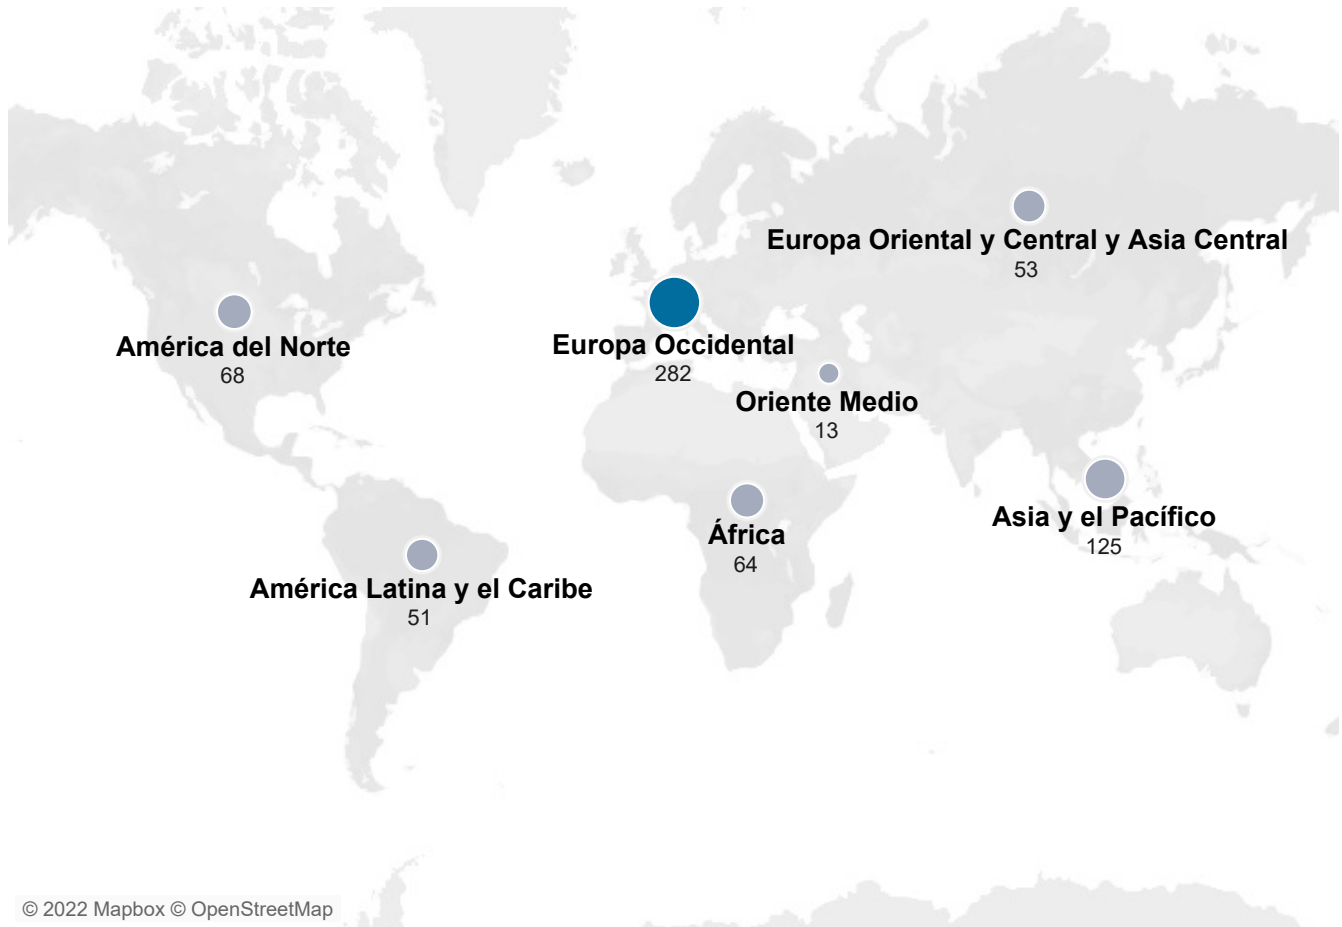 Europa Oriental y Central y Asia Central
53
América del Norte
68
Europa Occidental
282
Oriente Medio
13
Asia y el Pacífico
125
África
64
América Latina y el Caribe
51
© 2022 Mapbox © OpenStreetMap